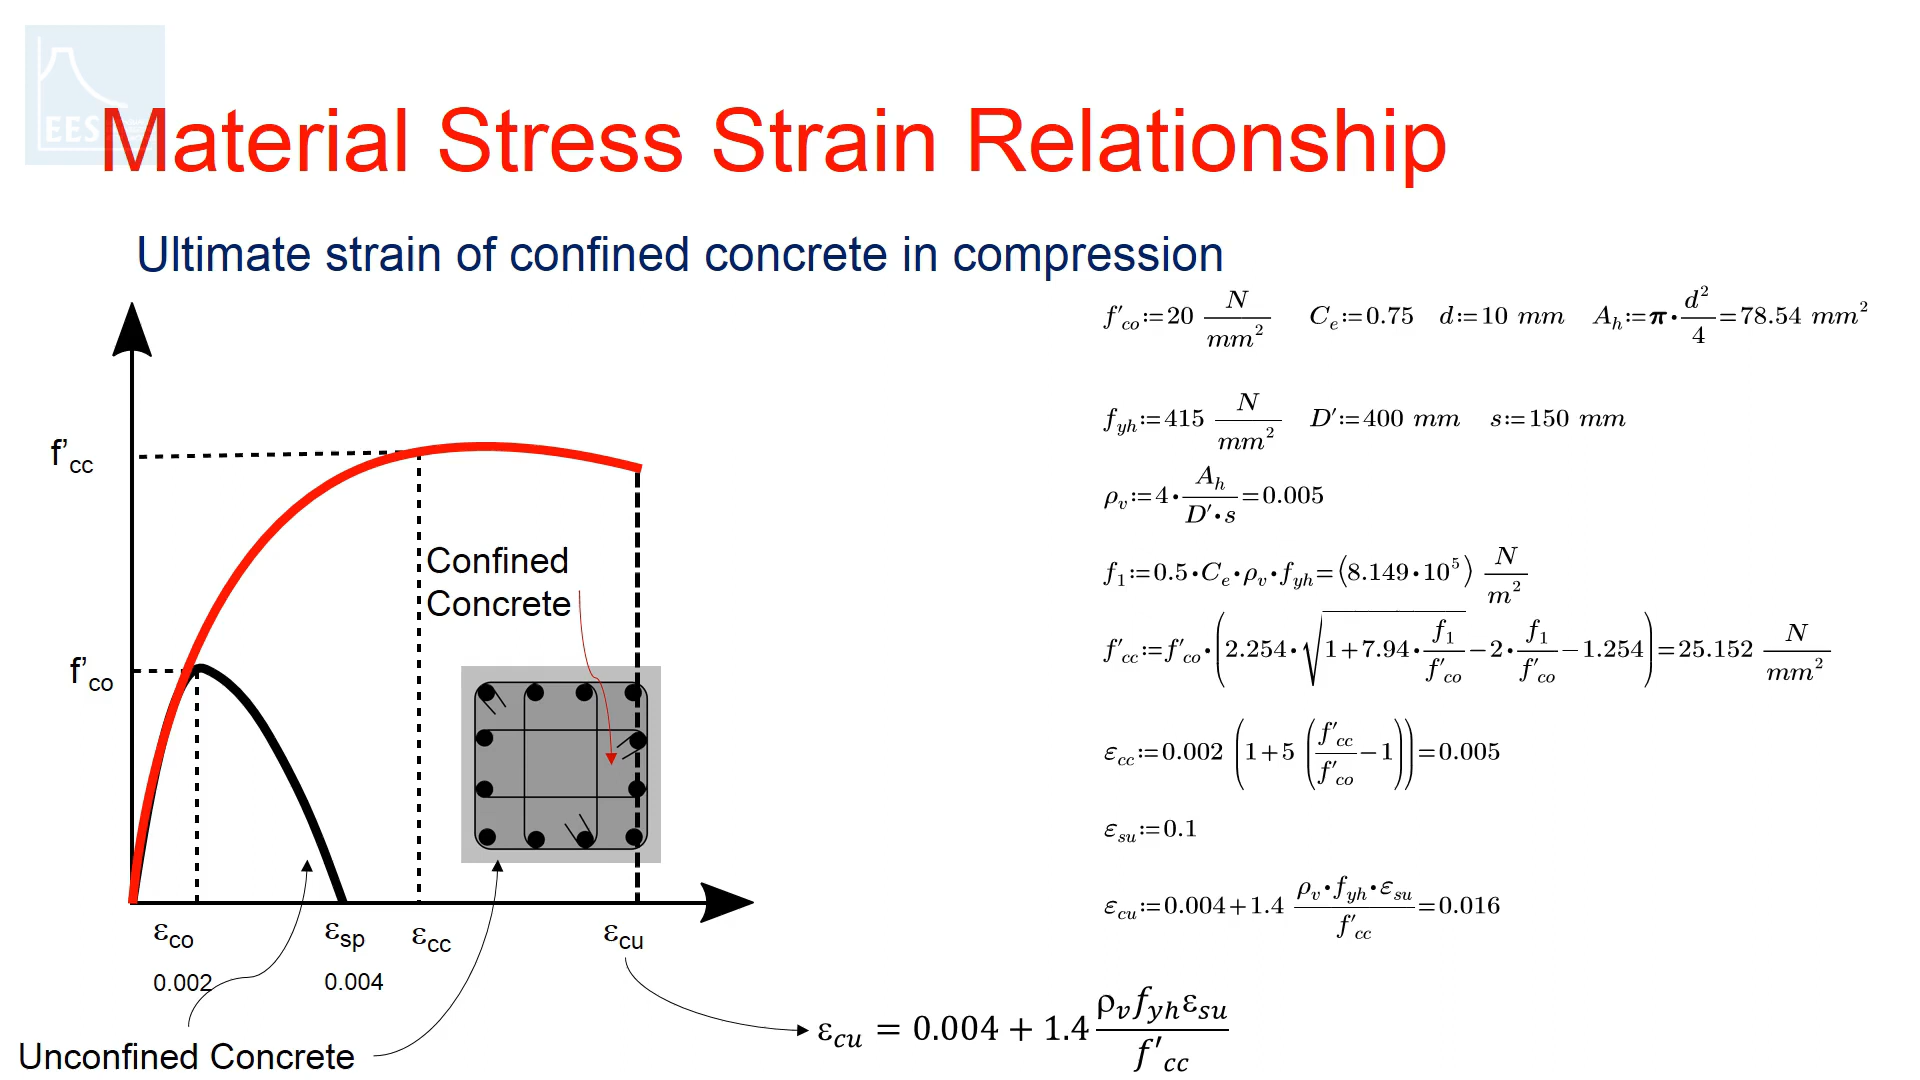 EES
Material Stress Strain Relationship
Ultimate strain of confined concrete in compression
f'co:=20 N/mm² Ce:=0.75 d:=10 mm Ah:=π·d²/4=78.54 mm²
fyh:=415 N/mm² D':=400 mm s:=150 mm
ρv:=4·Ah/(D'·s)=0.005
f1:=0.5·Ce·ρv·fyh=(8.149·10⁵) N/m²
f'cc:=f'co·(2.254·√(1+7.94·f1/f'co)−2·f1/f'co−1.254)=25.152 N/mm²
εcc:=0.002 (1+5 (f'cc/f'co−1))=0.005
εsu:=0.1
εcu:=0.004+1.4 ρv·fyh·εsu/f'cc=0.016
f'cc
Confined
Concrete
f'co
εco εsp εcc εcu
0.002 0.004
Unconfined Concrete
εcu = 0.004 + 1.4 ρv fyh εsu/f'cc